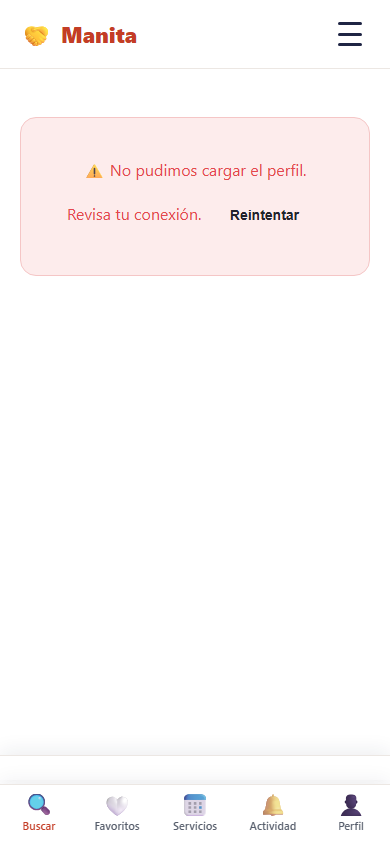 Manita
No pudimos cargar el perfil.
Revisa tu conexión. Reintentar
Buscar Favoritos Servicios Actividad Perfil